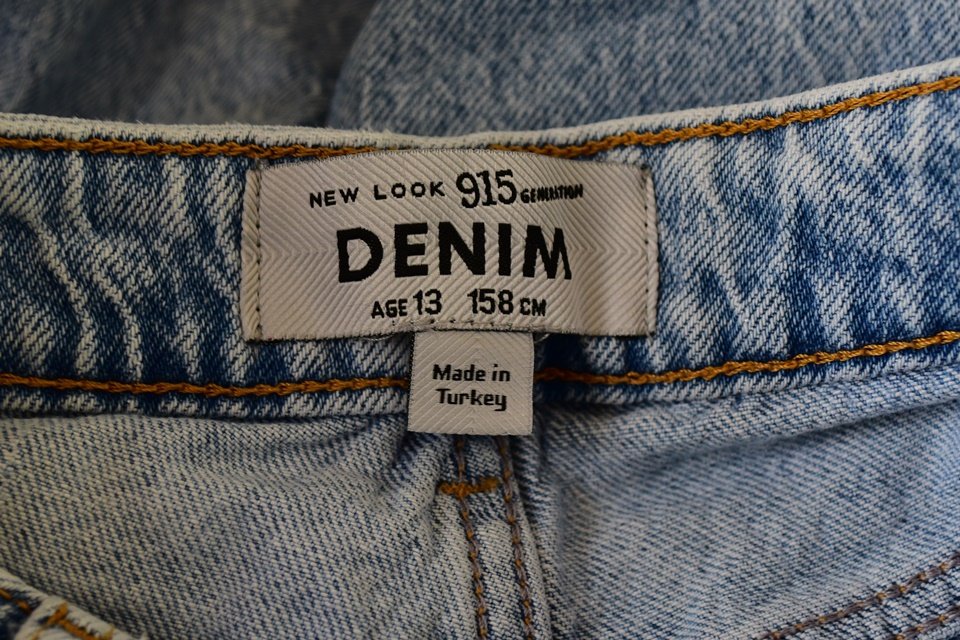 NEW LOOK 915 GENERATION
DENIM
AGE 13 158 CM
Made in
Turkey